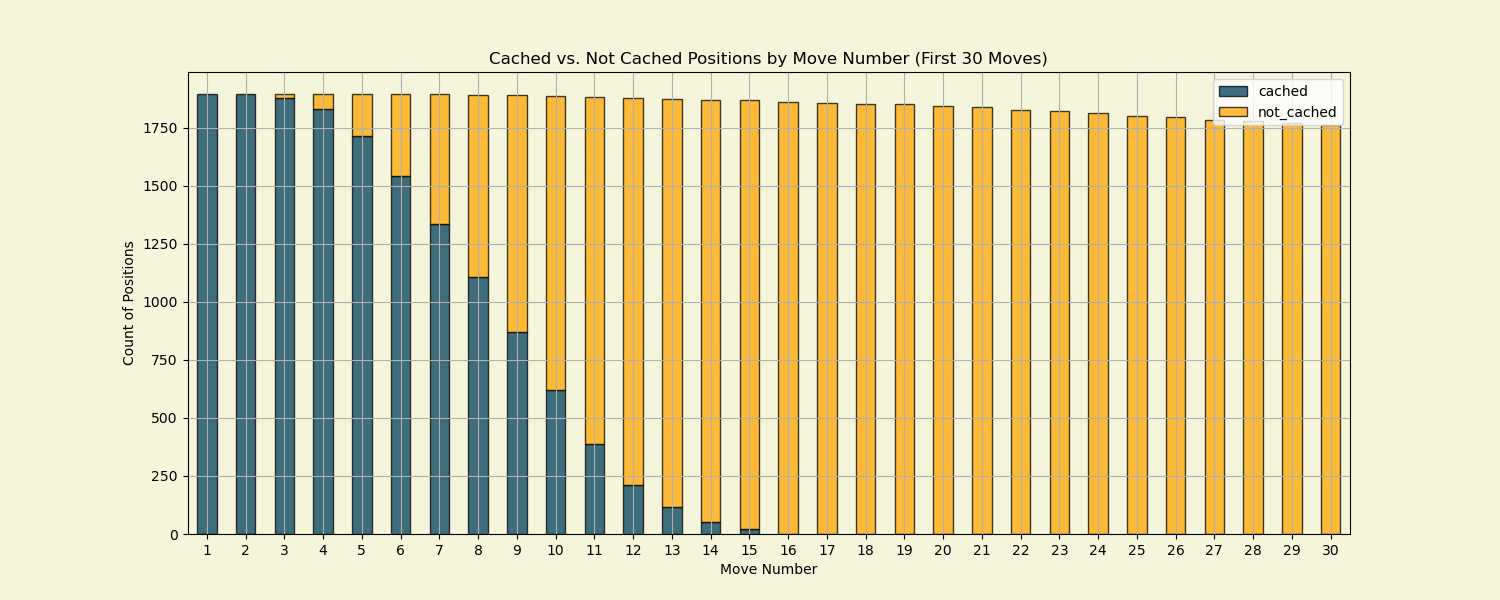 Cached vs. Not Cached Positions by Move Number (First 30 Moves)
cached
not_cached
Count of Positions
1750
1500
1250
1000
750
500
250
0
1 2 3 4 5 6 7 8 9 10 11 12 13 14 15 16 17 18 19 20 21 22 23 24 25 26 27 28 29 30
Move Number